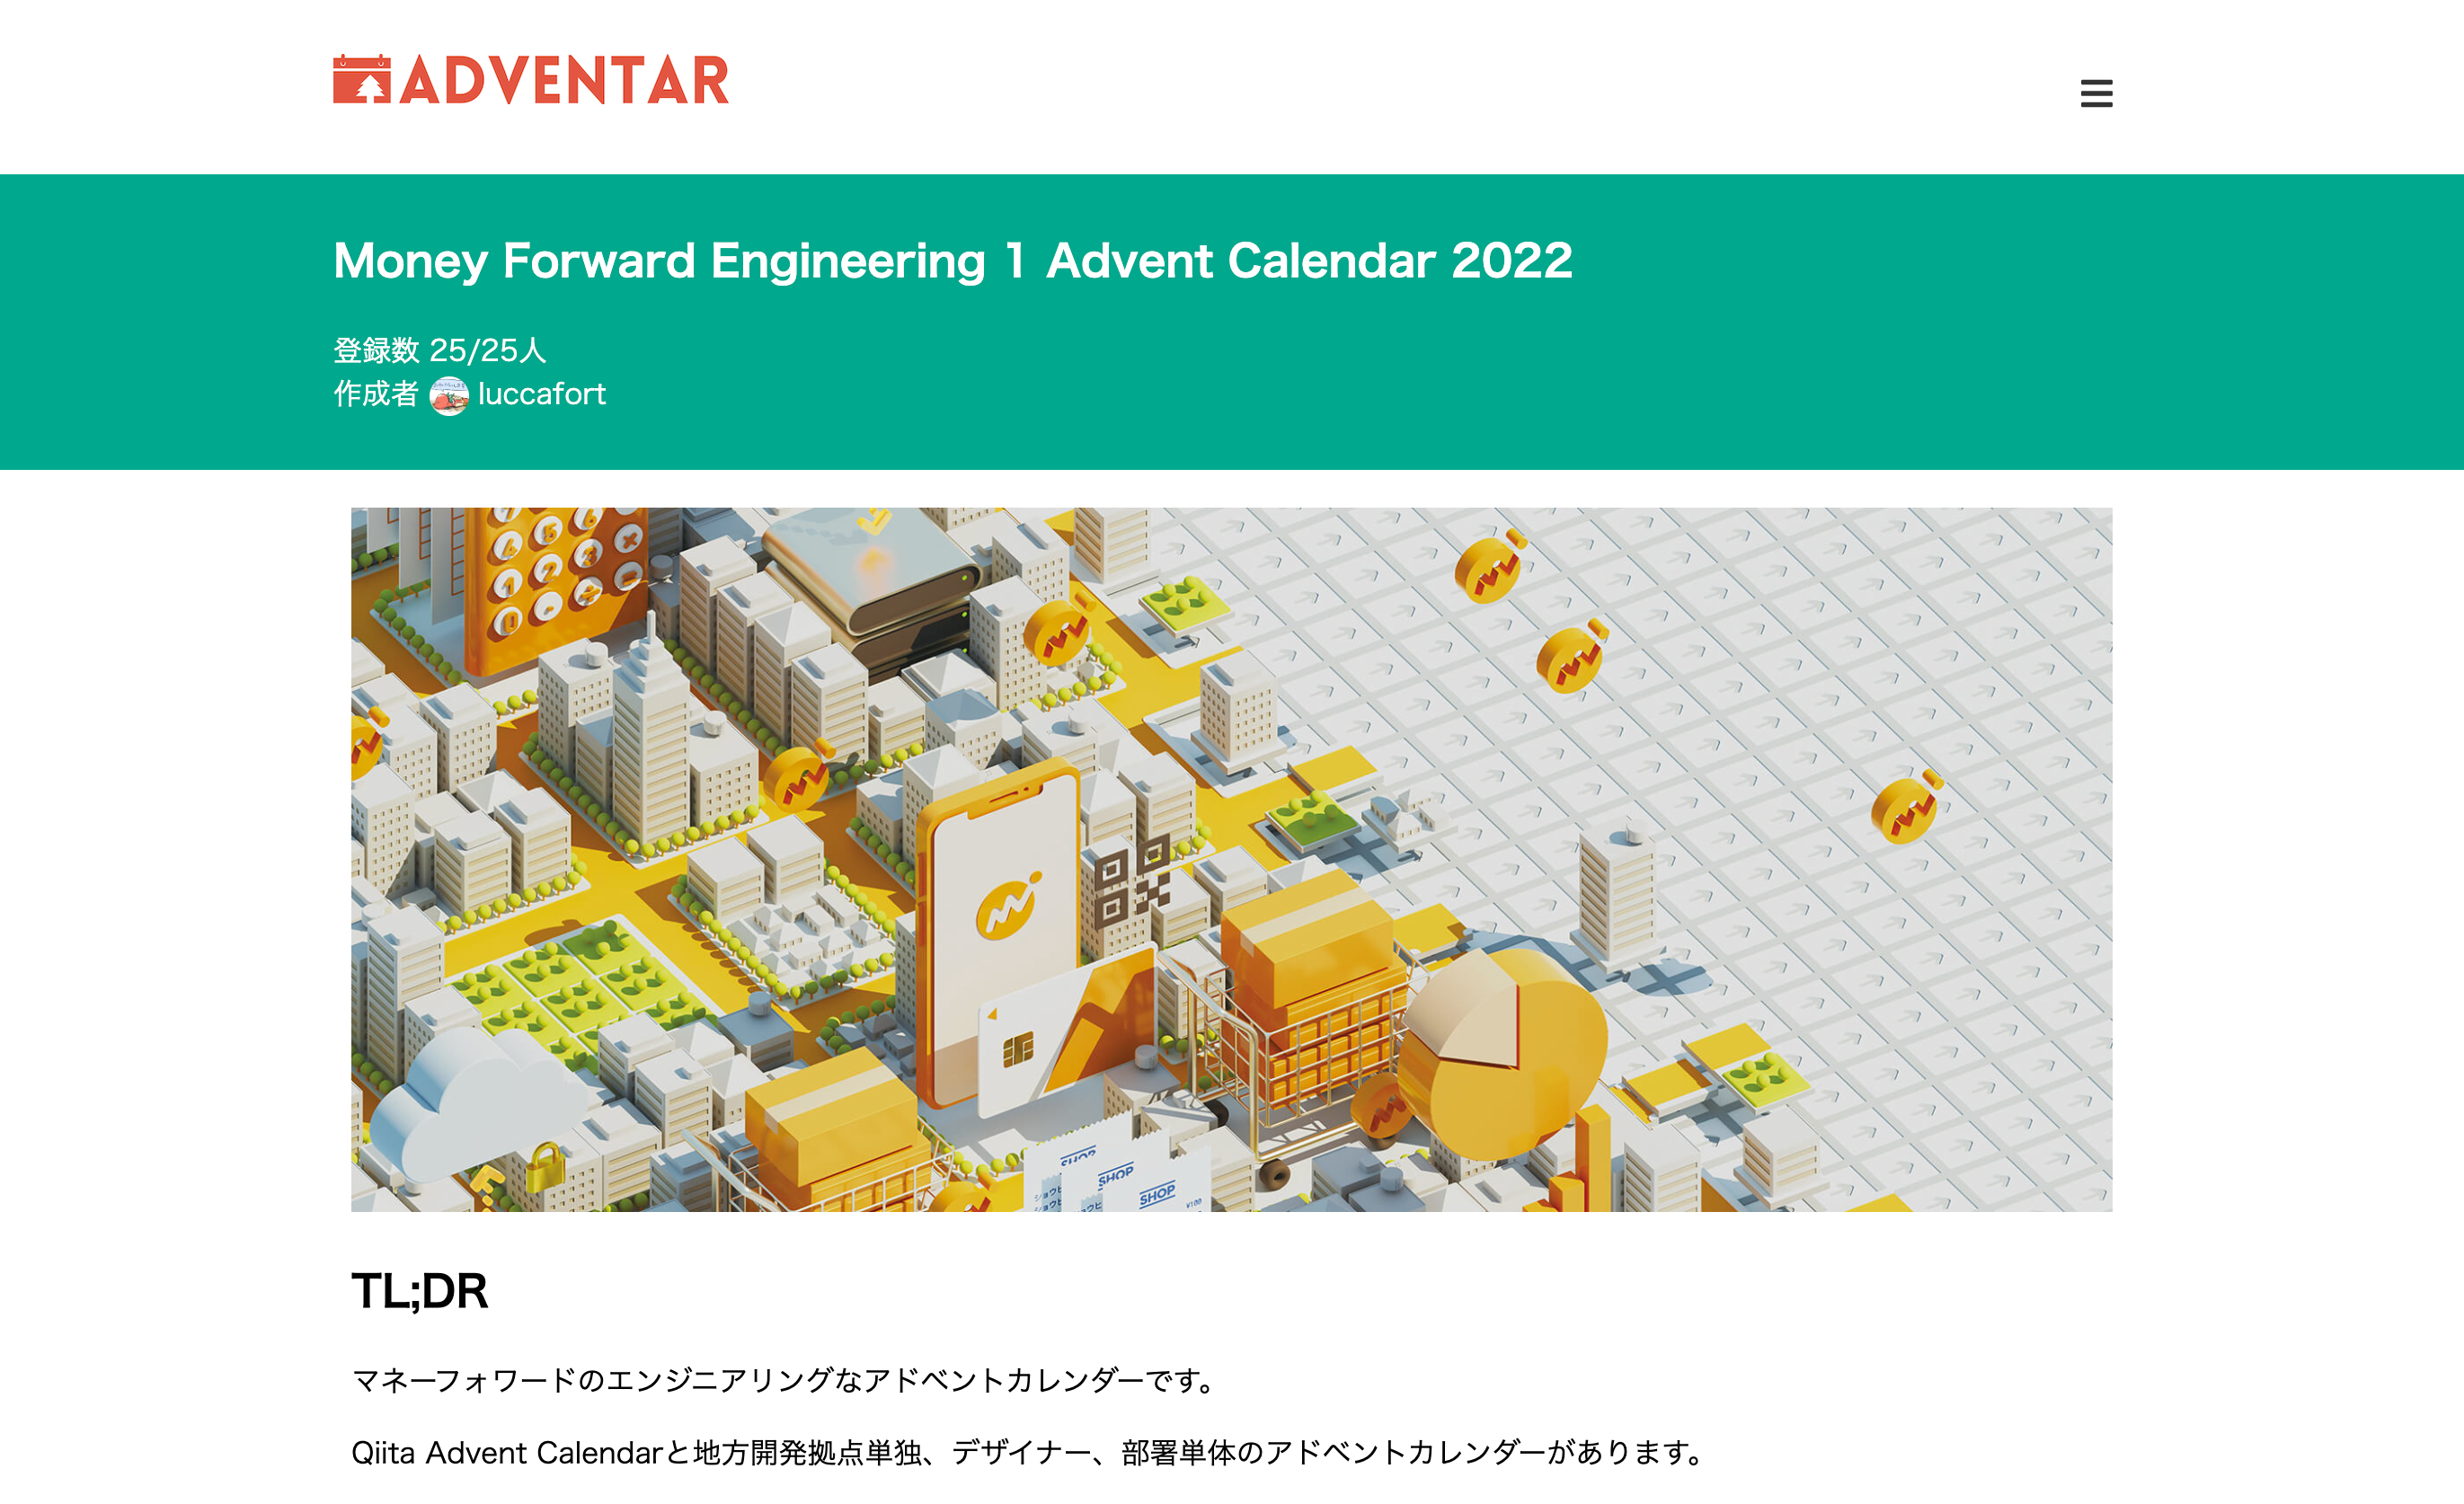 ADVENTAR
Money Forward Engineering 1 Advent Calendar 2022
登録数 25/25人
作成者 luccafort
SHOP
SHOP
SHOP
¥100
TL;DR
マネーフォワードのエンジニアリングなアドベントカレンダーです。
Qiita Advent Calendarと地方開発拠点単独、デザイナー、部署単体のアドベントカレンダーがあります。